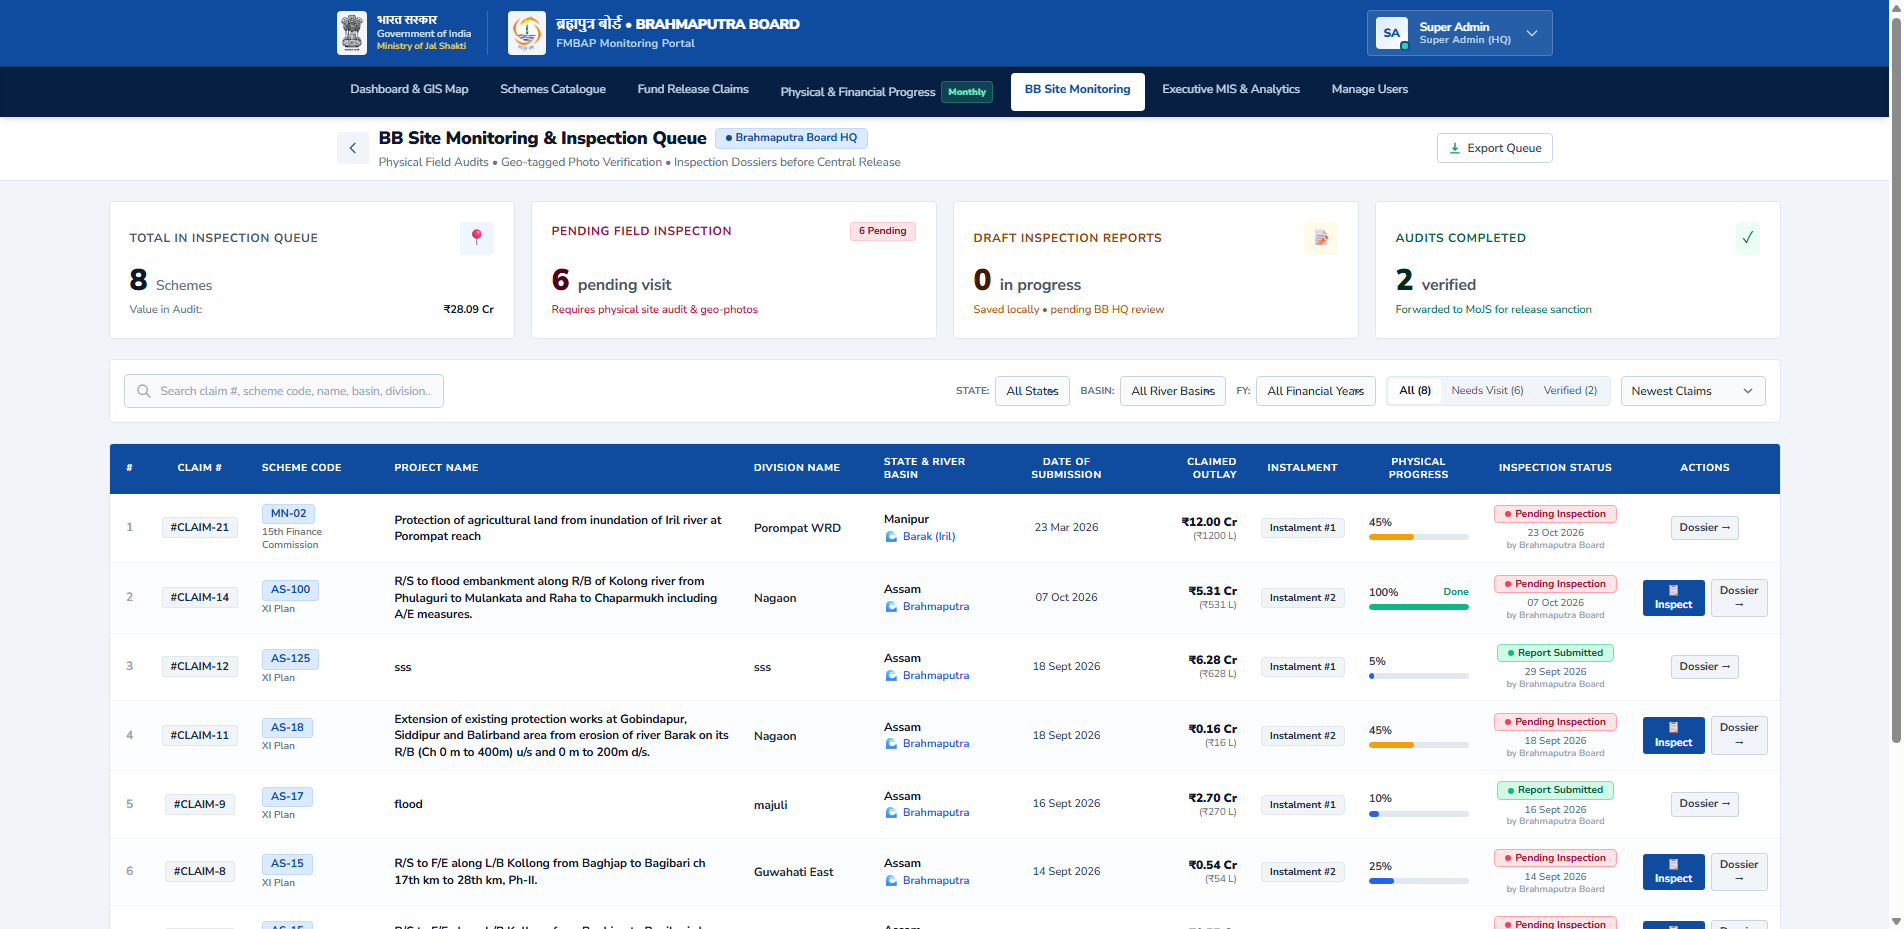 भारत सरकार
Government of India
Ministry of Jal Shakti
ब्रह्मपुत्र बोर्ड • BRAHMAPUTRA BOARD
FMBAP Monitoring Portal
SA
Super Admin
Super Admin (HQ)
Dashboard & GIS Map
Schemes Catalogue
Fund Release Claims
Physical & Financial Progress Monthly
BB Site Monitoring
Executive MIS & Analytics
Manage Users
BB Site Monitoring & Inspection Queue
• Brahmaputra Board HQ
Physical Field Audits • Geo-tagged Photo Verification • Inspection Dossiers before Central Release
Export Queue
TOTAL IN INSPECTION QUEUE
8 Schemes
Value in Audit: ₹28.09 Cr
PENDING FIELD INSPECTION
6 Pending
6 pending visit
Requires physical site audit & geo-photos
DRAFT INSPECTION REPORTS
0 in progress
Saved locally • pending BB HQ review
AUDITS COMPLETED
✓
2 verified
Forwarded to MoJS for release sanction
Search claim #, scheme code, name, basin, division..
STATE: All States
BASIN: All River Basins
FY: All Financial Years
All (8) Needs Visit (6) Verified (2)
Newest Claims
# CLAIM # SCHEME CODE PROJECT NAME DIVISION NAME STATE & RIVER BASIN DATE OF SUBMISSION CLAIMED OUTLAY INSTALMENT PHYSICAL PROGRESS INSPECTION STATUS ACTIONS
1
#CLAIM-21
MN-02
15th Finance
Commission
Protection of agricultural land from inundation of Iril river at
Porompat reach
Porompat WRD
Manipur
Barak (Iril)
23 Mar 2026
₹12.00 Cr
(₹1200 L)
Instalment #1
45%
• Pending Inspection
23 Oct 2026
by Brahmaputra Board
Dossier →
2
#CLAIM-14
AS-100
XI Plan
R/S to flood embankment along R/B of Kolong river from
Phulaguri to Mulankata and Raha to Chaparmukh including
A/E measures.
Nagaon
Assam
Brahmaputra
07 Oct 2026
₹5.31 Cr
(₹531 L)
Instalment #2
100% Done
• Pending Inspection
07 Oct 2026
by Brahmaputra Board
Inspect
Dossier
→
3
#CLAIM-12
AS-125
XI Plan
sss
sss
Assam
Brahmaputra
18 Sept 2026
₹6.28 Cr
(₹628 L)
Instalment #1
5%
• Report Submitted
29 Sept 2026
by Brahmaputra Board
Dossier →
4
#CLAIM-11
AS-18
XI Plan
Extension of existing protection works at Gobindapur,
Siddipur and Balirband area from erosion of river Barak on its
R/B (Ch 0 m to 400m) u/s and 0 m to 200m d/s.
Nagaon
Assam
Brahmaputra
18 Sept 2026
₹0.16 Cr
(₹16 L)
Instalment #2
45%
• Pending Inspection
18 Sept 2026
by Brahmaputra Board
Inspect
Dossier
→
5
#CLAIM-9
AS-17
XI Plan
flood
majuli
Assam
Brahmaputra
16 Sept 2026
₹2.70 Cr
(₹270 L)
Instalment #1
10%
• Report Submitted
16 Sept 2026
by Brahmaputra Board
Dossier →
6
#CLAIM-8
AS-15
XI Plan
R/S to F/E along L/B Kollong from Baghjap to Bagibari ch
17th km to 28th km, Ph-II.
Guwahati East
Assam
Brahmaputra
14 Sept 2026
₹0.54 Cr
(₹54 L)
Instalment #2
25%
• Pending Inspection
14 Sept 2026
by Brahmaputra Board
Inspect
Dossier
→
• Pending Inspection